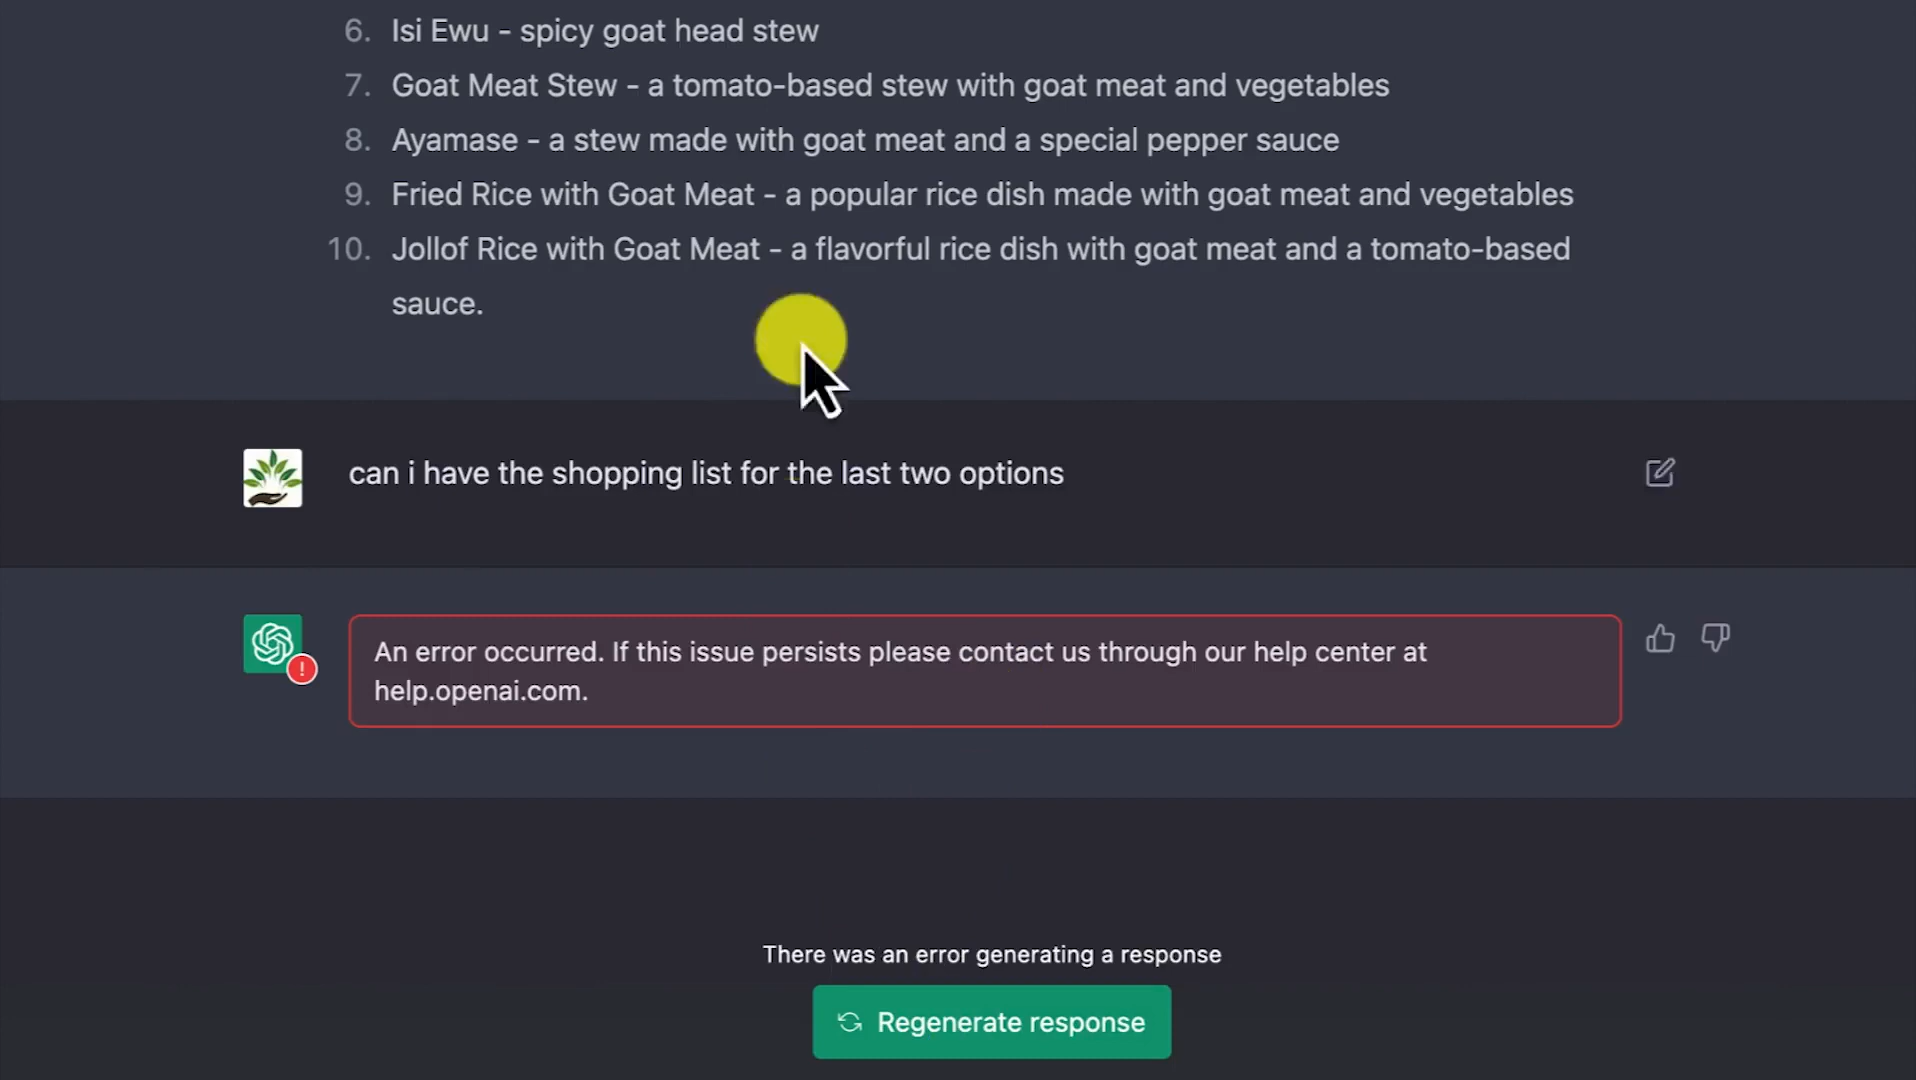 6. Isi Ewu - spicy goat head stew
7. Goat Meat Stew - a tomato-based stew with goat meat and vegetables
8. Ayamase - a stew made with goat meat and a special pepper sauce
9. Fried Rice with Goat Meat - a popular rice dish made with goat meat and vegetables
10. Jollof Rice with Goat Meat - a flavorful rice dish with goat meat and a tomato-based
sauce.
can i have the shopping list for the last two options
!
An error occurred. If this issue persists please contact us through our help center at
help.openai.com.
There was an error generating a response
Regenerate response